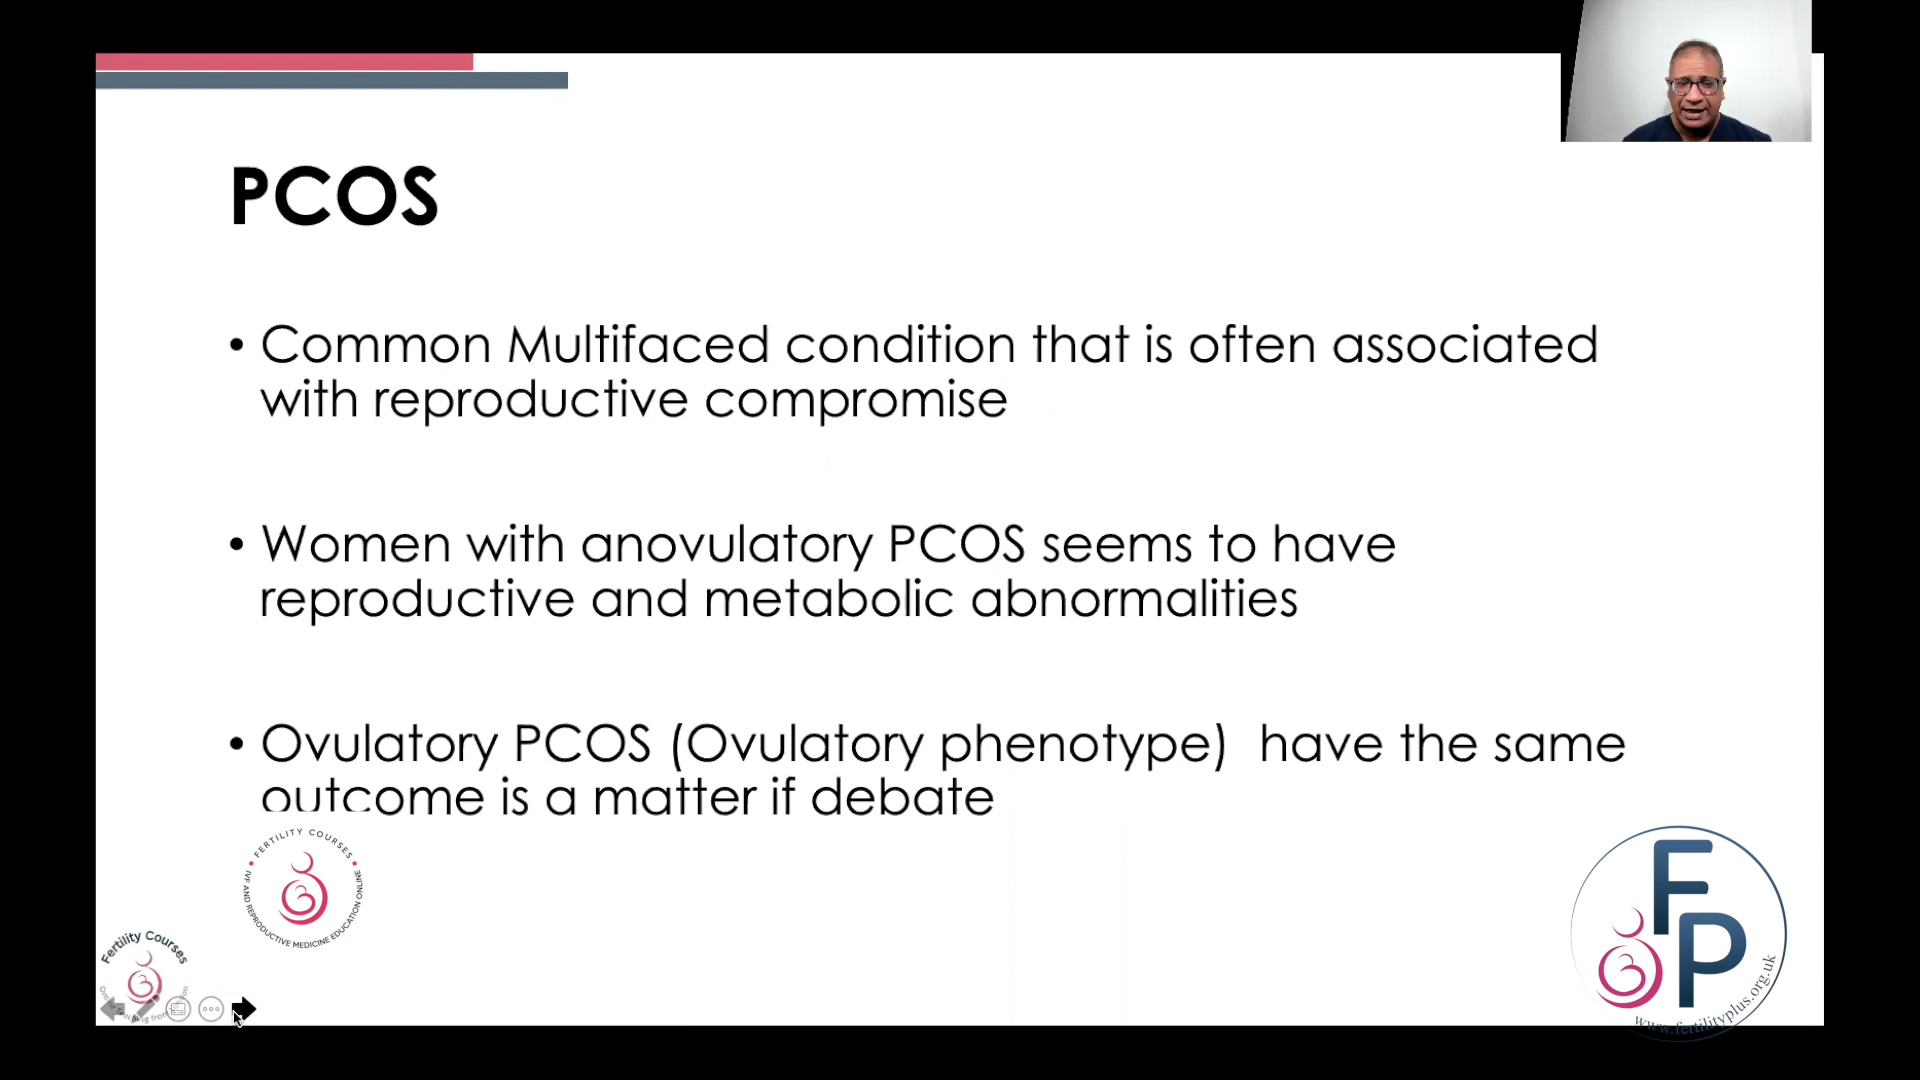 PCOS
• Common Multifaced condition that is often associated
with reproductive compromise
• Women with anovulatory PCOS seems to have
reproductive and metabolic abnormalities
• Ovulatory PCOS (Ovulatory phenotype)  have the same
outcome is a matter if debate
• FERTILITY COURSES •
IVF AND REPRODUCTIVE MEDICINE EDUCATION ONLINE
Fertility Courses
FP
www.fertilityplus.org.uk